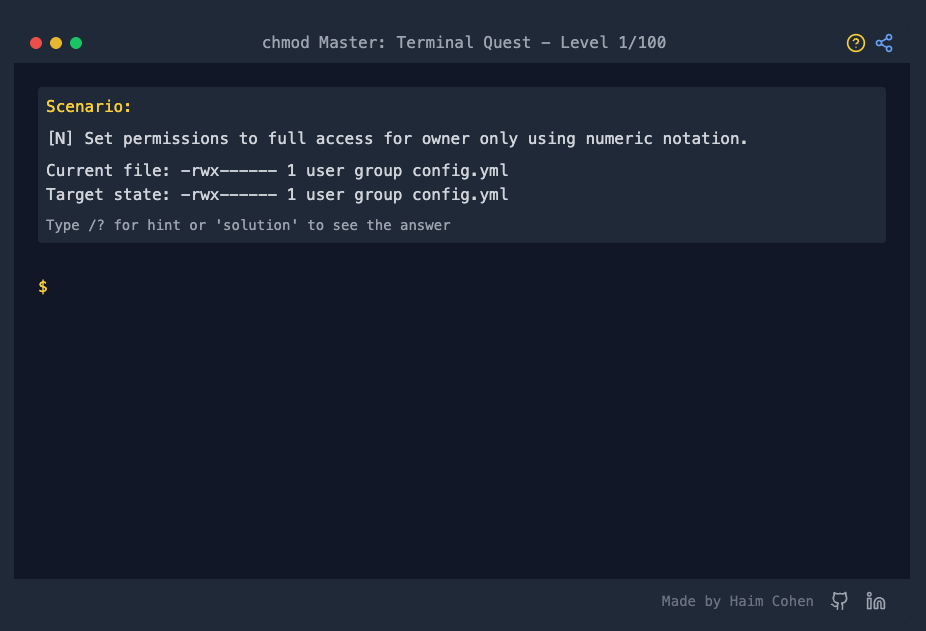 chmod Master: Terminal Quest - Level 1/100
Scenario:
[N] Set permissions to full access for owner only using numeric notation.
Current file: -rwx------ 1 user group config.yml
Target state: -rwx------ 1 user group config.yml
Type /? for hint or 'solution' to see the answer
$
Made by Haim Cohen